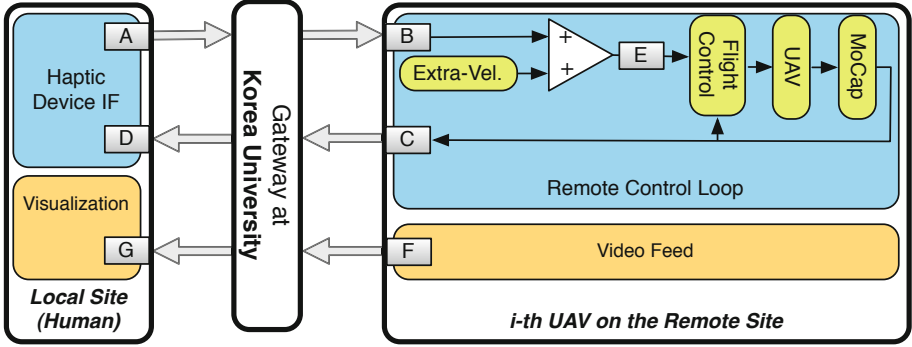 A
Haptic
Device IF
D
Visualization
G
Local Site
(Human)
Gateway at
Korea University
B
+
+
Extra-Vel.
E
Flight
Control
UAV
MoCap
C
Remote Control Loop
F
Video Feed
i-th UAV on the Remote Site